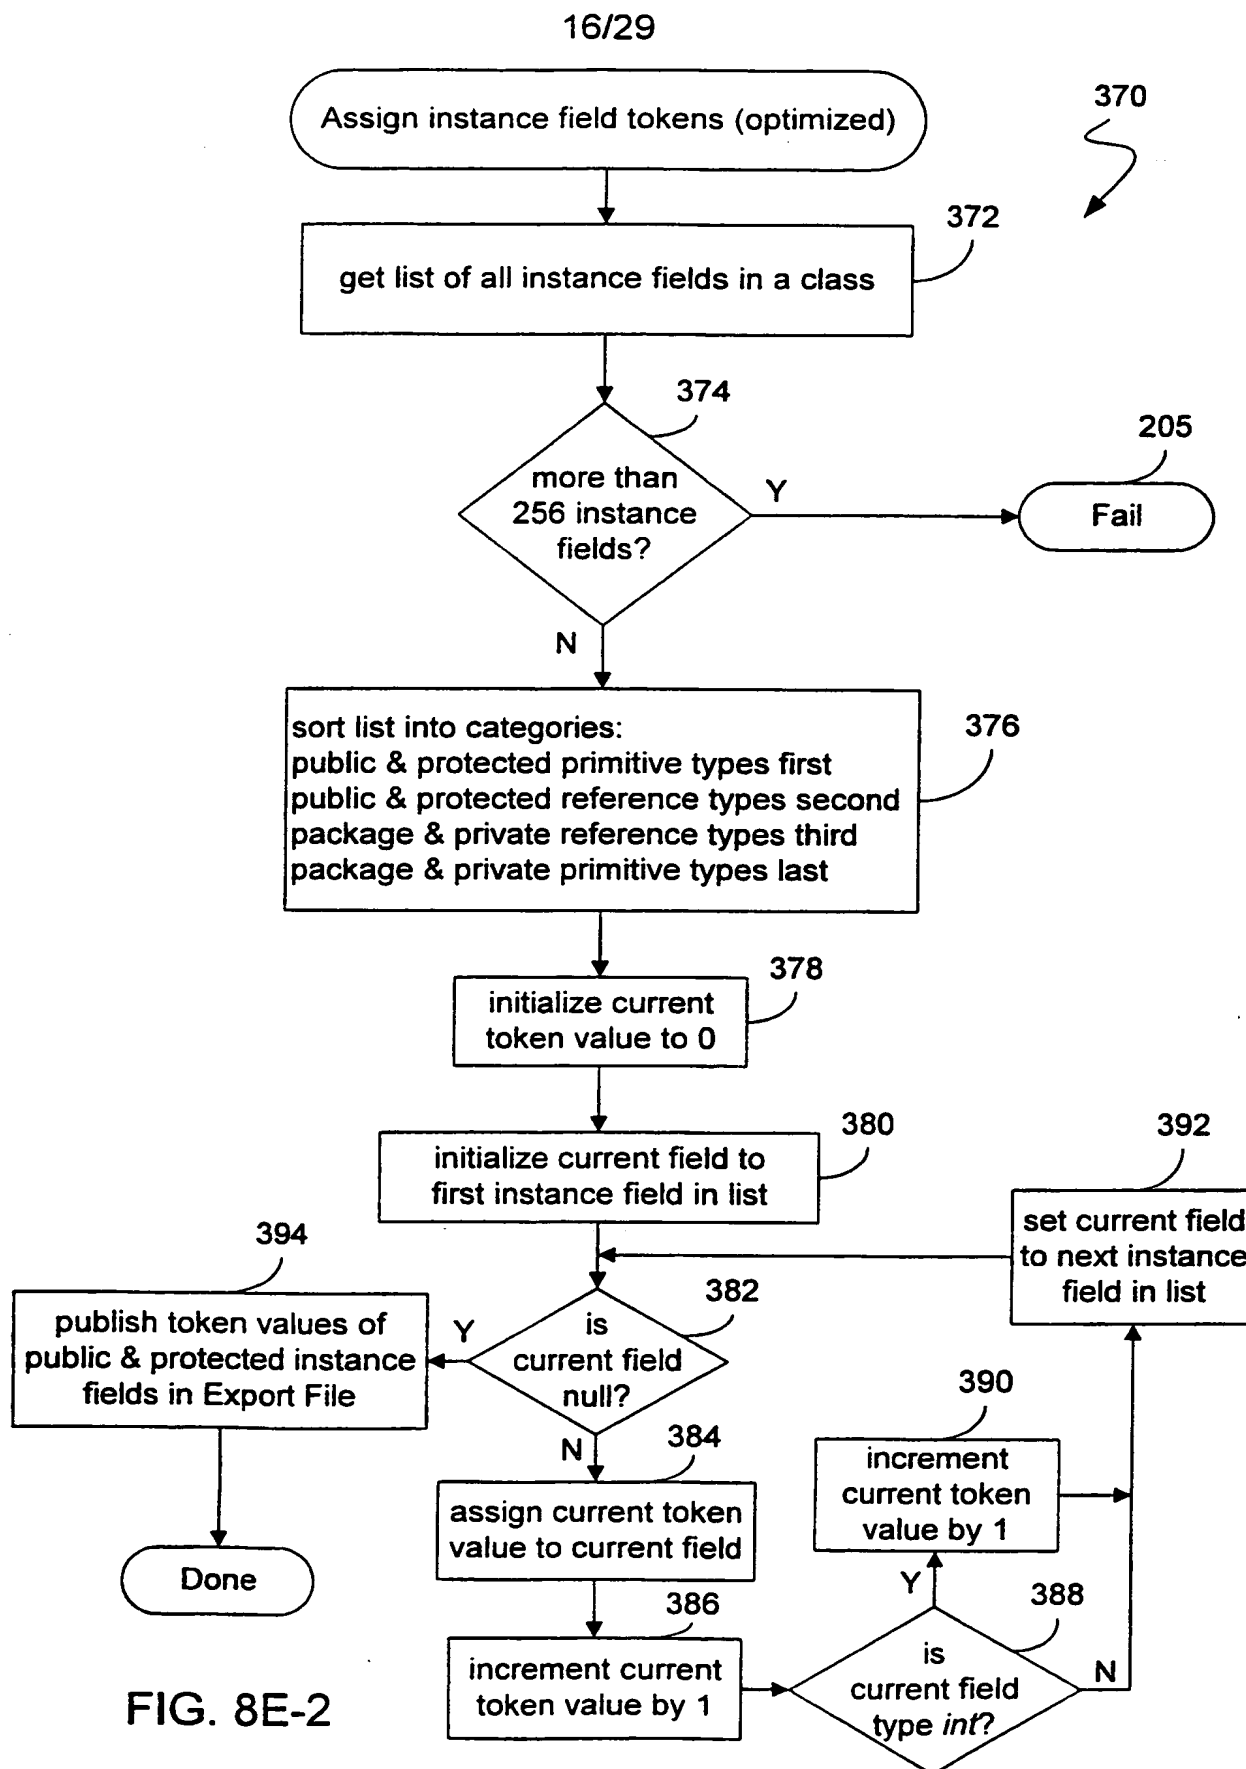 16/29
Assign instance field tokens (optimized)
370
372
get list of all instance fields in a class
374
more than
256 instance
fields?
Y
205
Fail
N
sort list into categories:
public & protected primitive types first
public & protected reference types second
package & private reference types third
package & private primitive types last
376
378
initialize current
token value to 0
380
initialize current field to
first instance field in list
392
set current field
to next instance
field in list
394
publish token values of
public & protected instance
fields in Export File
Y
382
is
current field
null?
N
384
assign current token
value to current field
390
increment
current token
value by 1
Done
386
increment current
token value by 1
Y
388
is
current field
type int?
N
FIG. 8E-2